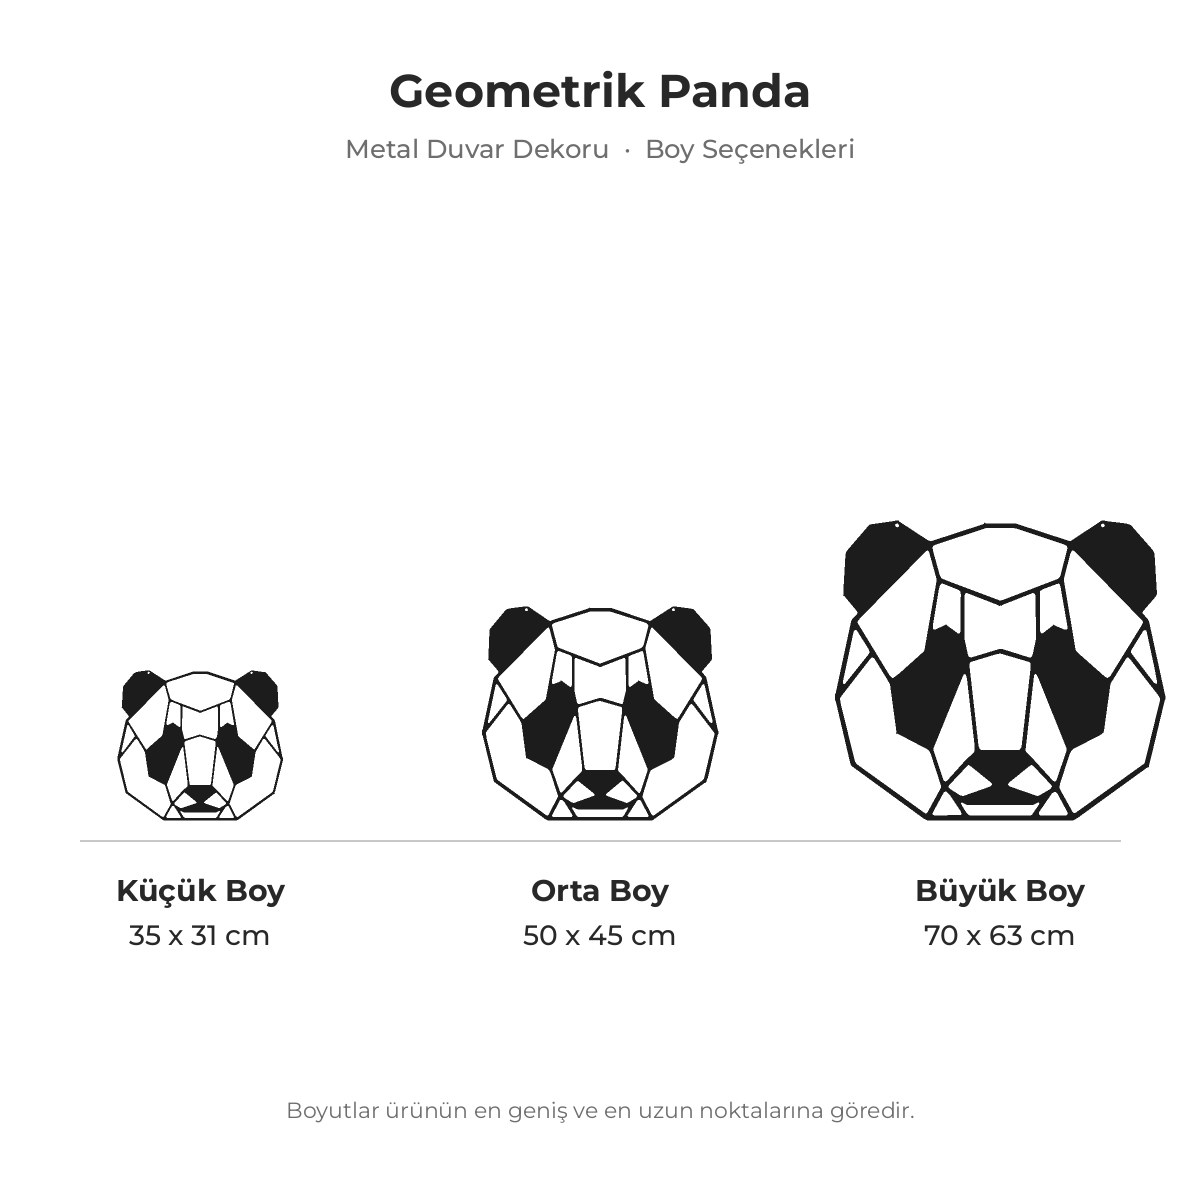 Geometrik Panda
Metal Duvar Dekoru · Boy Seçenekleri
Küçük Boy
35 x 31 cm
Orta Boy
50 x 45 cm
Büyük Boy
70 x 63 cm
Boyutlar ürünün en geniş ve en uzun noktalarına göredir.